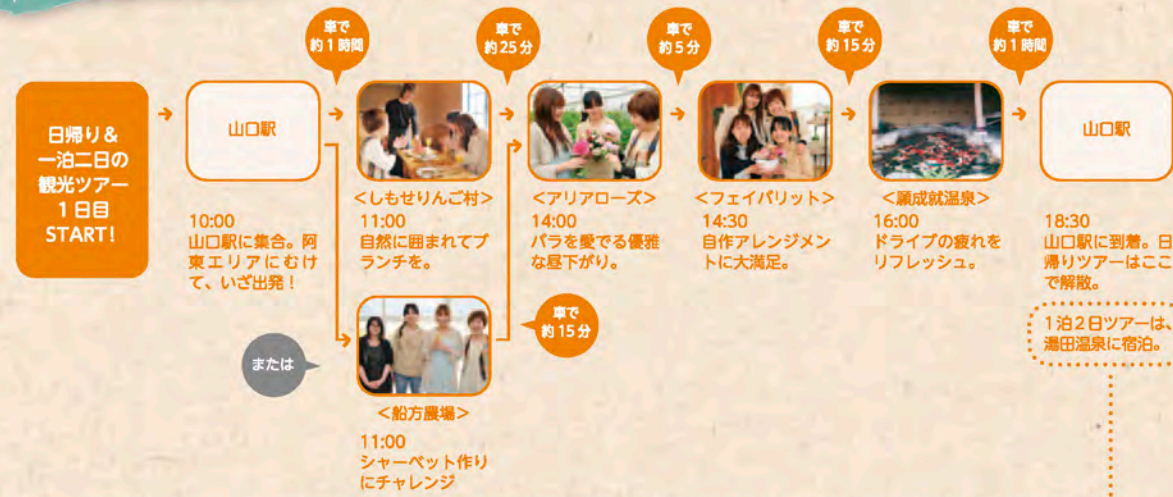 日帰り＆
一泊二日の
観光ツアー
1日目
START!
山口駅
10:00
山口駅に集合。阿
東エリアにむけ
て、いざ出発！
車で
約1時間
＜しもせりんご村＞
11:00
自然に囲まれてブ
ランチを。
または
＜船方農場＞
11:00
シャーベット作り
にチャレンジ
車で
約25分
車で
約15分
＜アリアローズ＞
14:00
バラを愛でる優雅
な昼下がり。
車で
約5分
＜フェイバリット＞
14:30
自作アレンジメン
トに大満足。
車で
約15分
＜願成就温泉＞
16:00
ドライブの疲れを
リフレッシュ。
車で
約1時間
山口駅
18:30
山口駅に到着。日
帰りツアーはここ
で解散。
1泊2日ツアーは、
湯田温泉に宿泊。